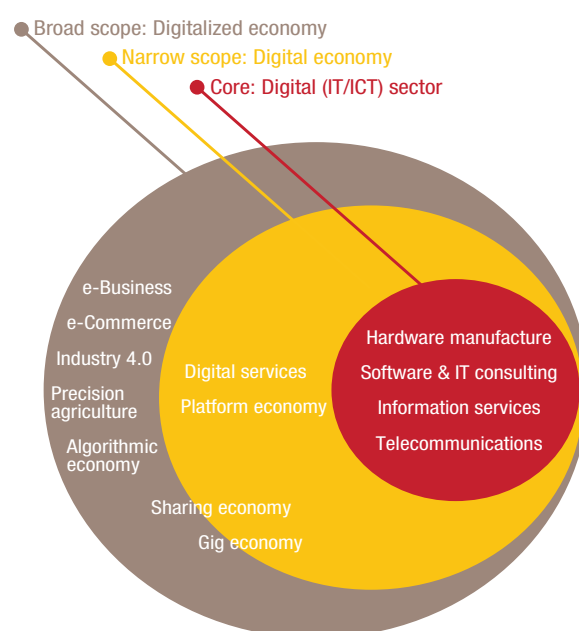 Broad scope: Digitalized economy
Narrow scope: Digital economy
Core: Digital (IT/ICT) sector
e-Business
e-Commerce
Industry 4.0
Precision
agriculture
Algorithmic
economy
Digital services
Platform economy
Sharing economy
Gig economy
Hardware manufacture
Software & IT consulting
Information services
Telecommunications